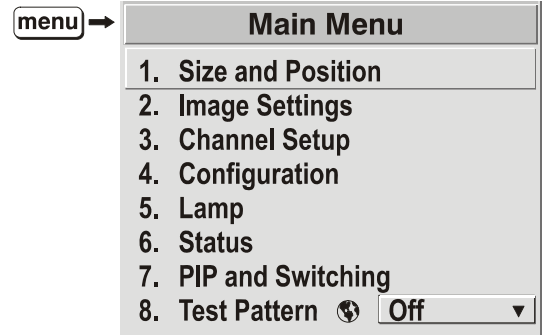 menu
Main Menu
1. Size and Position
2. Image Settings
3. Channel Setup
4. Configuration
5. Lamp
6. Status
7. PIP and Switching
8. Test Pattern Off